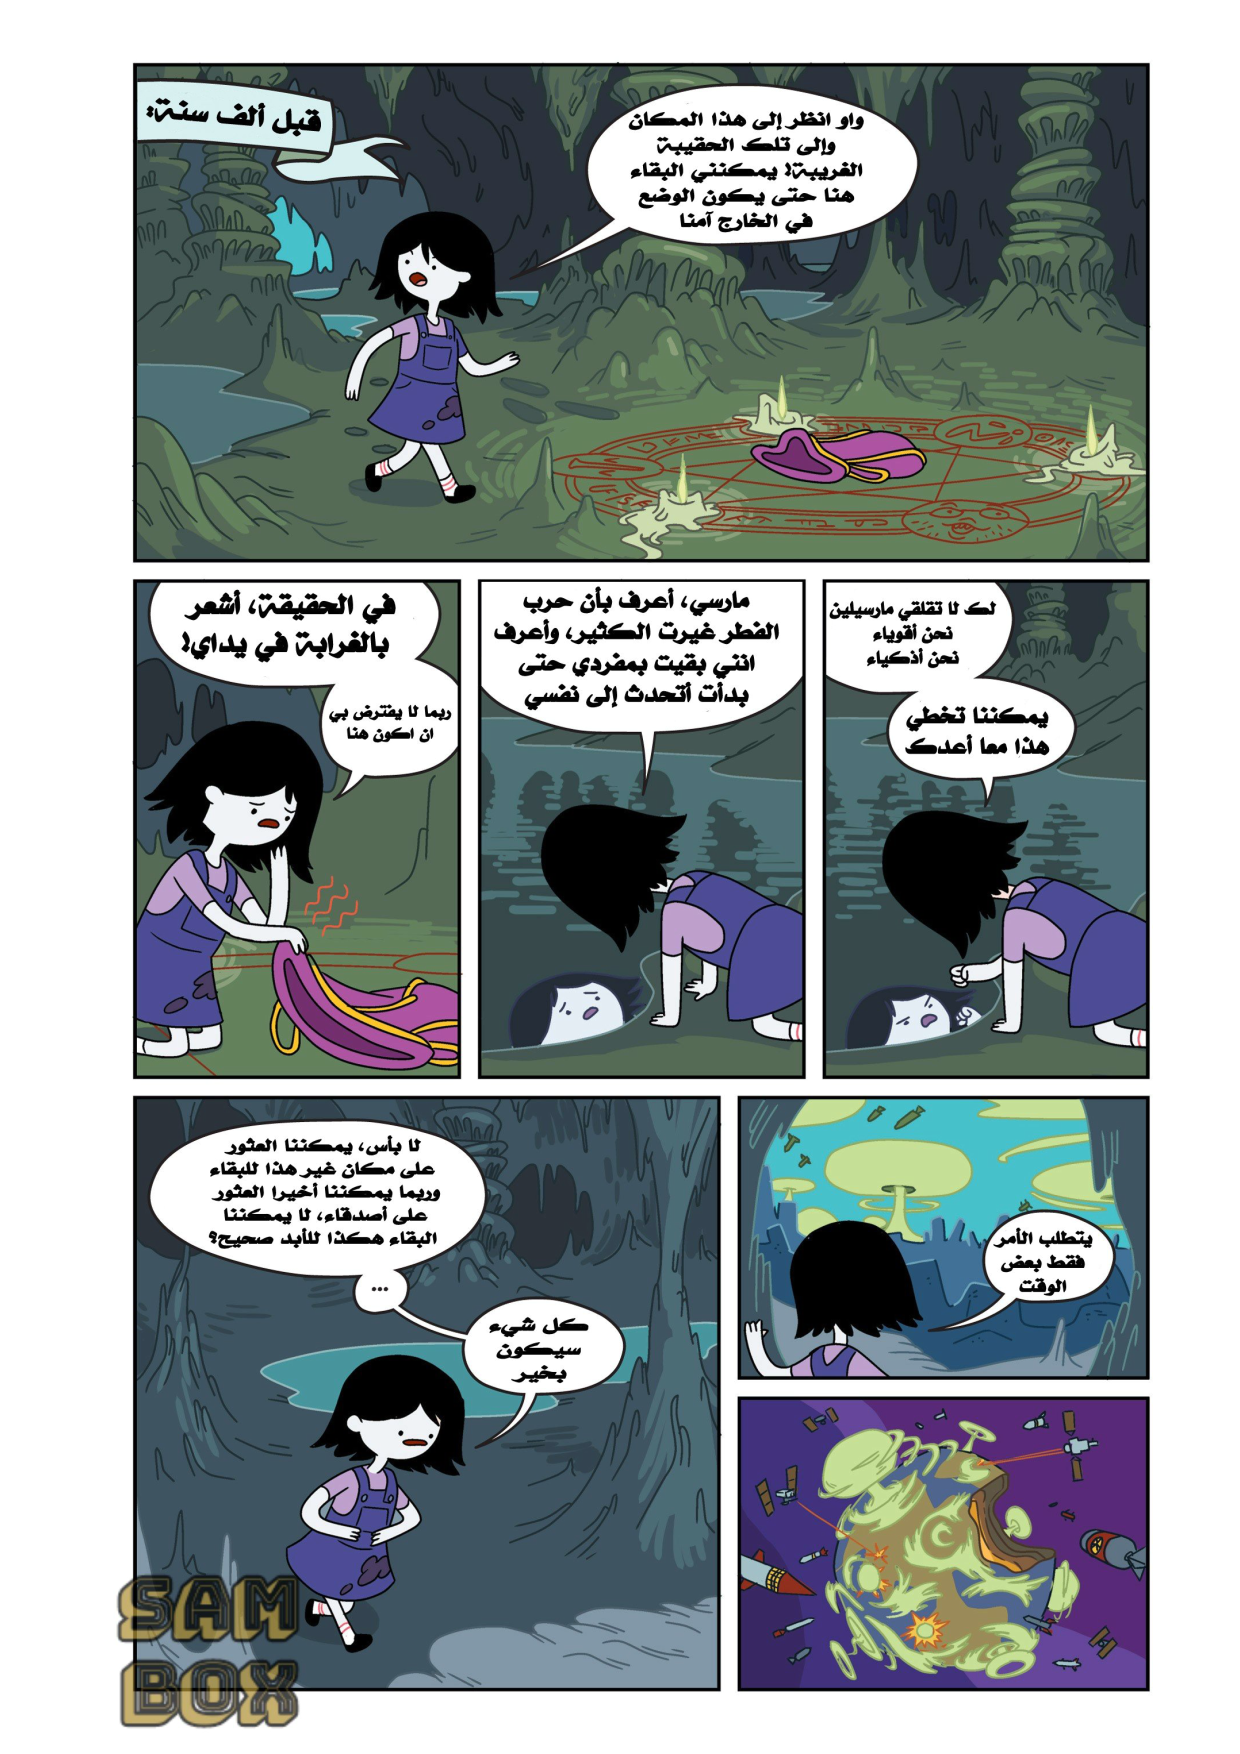 قبل ألف سنة:
واو انظر إلى هذا المكان
وإلى تلك الحقيبة
الغريبة! يمكنني البقاء
هنا حتى يكون الوضع
في الخارج آمنا
في الحقيقة، أشعر
بالغرابة في يداي!
ربما لا يفترض بي
ان اكون هنا
مارسي، أعرف بأن حرب
الفطر غيرت الكثير، وأعرف
انني بقيت بمفردي حتى
بدأت أتحدث إلى نفسي
لك لا تقلقي مارسيلين
نحن أقوياء
نحن أذكياء
يمكننا تخطي
هذا معا أعدك
لا بأس، يمكننا العثور
على مكان غير هذا للبقاء
وربما يمكننا أخيرا العثور
على أصدقاء، لا يمكننا
البقاء هكذا للأبد صحيح؟
...
كل شيء
سيكون
بخير
يتطلب الأمر
فقط بعض
الوقت
SAM
BOX